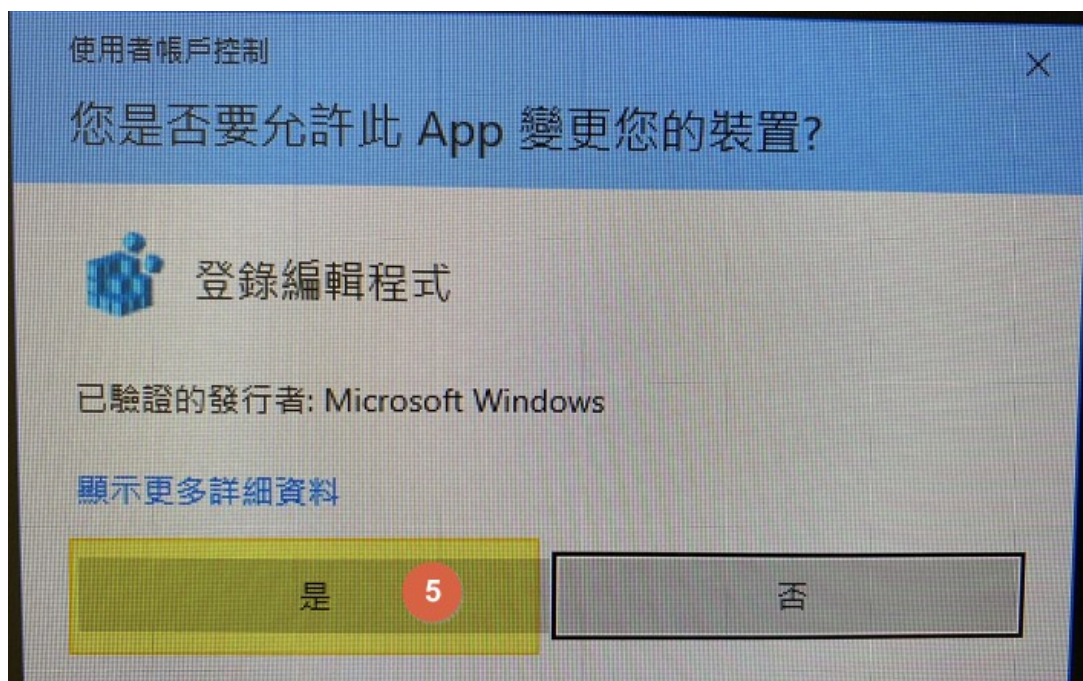 使用者帳戶控制
您是否要允許此 App 變更您的裝置?
登錄編輯程式
已驗證的發行者: Microsoft Windows
顯示更多詳細資料
是 5 否